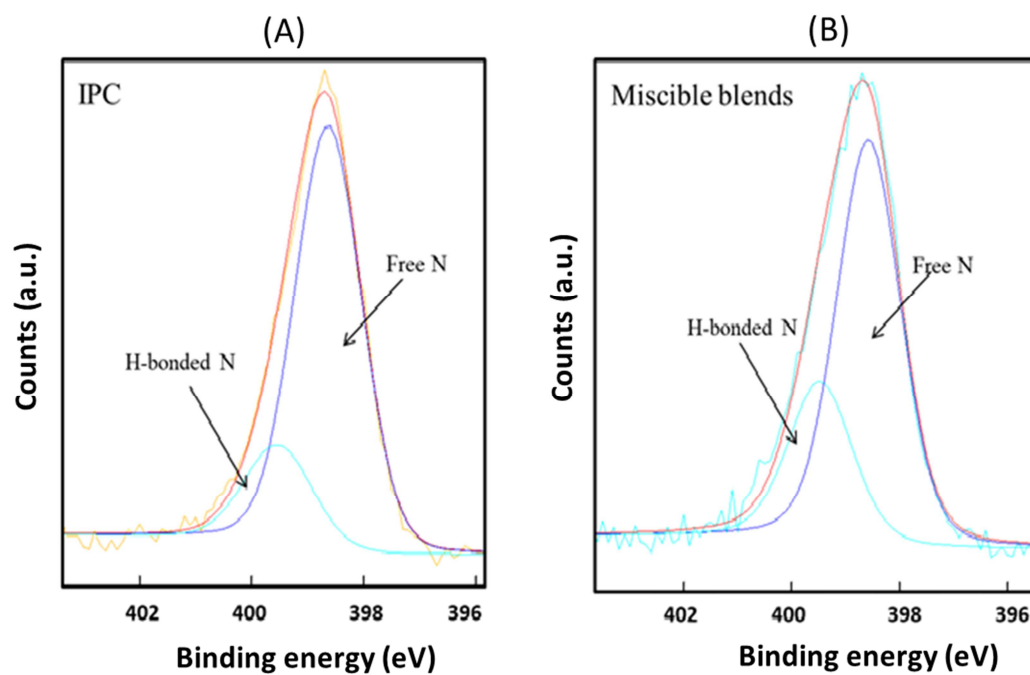 (A)
IPC
Free N
H-bonded N
Counts (a.u.)
402
400
398
396
Binding energy (eV)
(B)
Miscible blends
Free N
H-bonded N
Counts (a.u.)
402
400
398
396
Binding energy (eV)